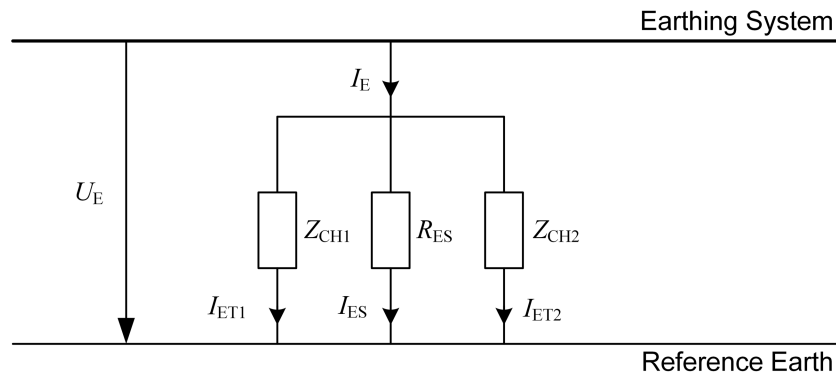 Earthing System
I_E
U_E
Z_CH1
R_ES
Z_CH2
I_ET1
I_ES
I_ET2
Reference Earth